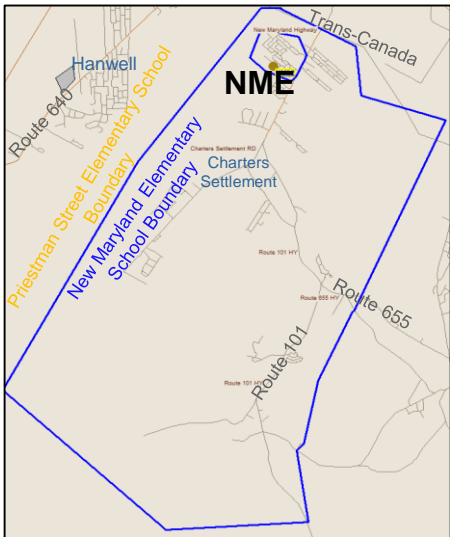 Trans-Canada
New Maryland Highway
Hanwell
NME
Route 640
Priestman Street Elementary School
Boundary
New Maryland Elementary
School Boundary
Charters Settlement RD
Charters
Settlement
Route 101 HY
Route 655 HY
Route 655
Route 101
Route 101 HY